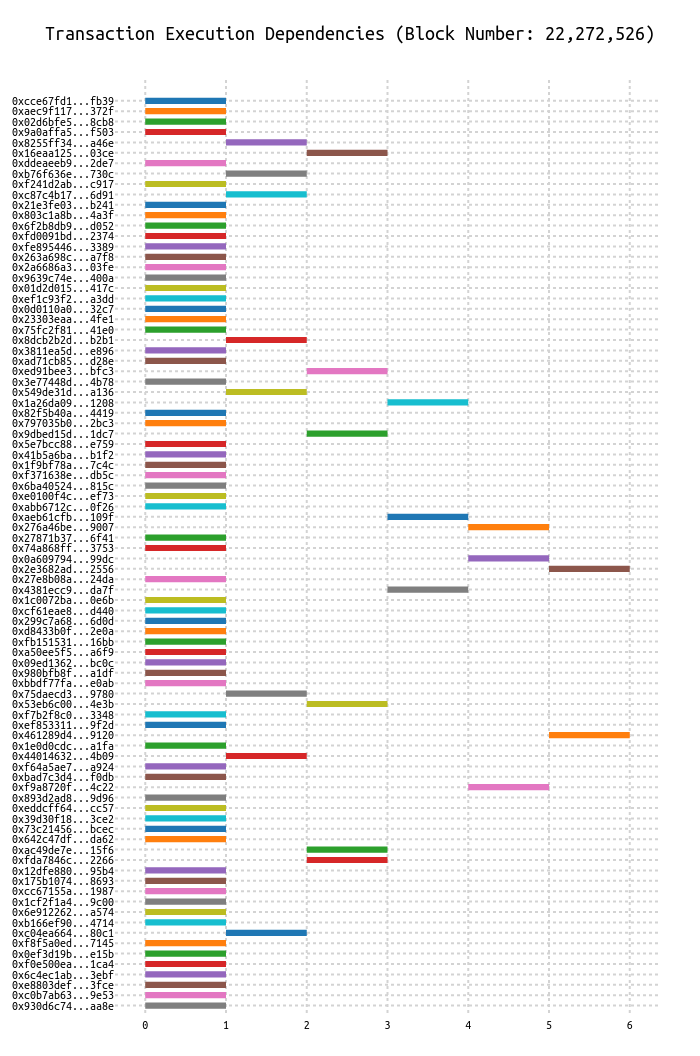 Transaction Execution Dependencies (Block Number: 22,272,526)
0xcce67fd1...fb39
0xaec9f117...372f
0x02d6bfe5...8cb8
0x9a0affa5...f503
0x8255ff34...a46e
0x16eaa125...03ce
0xddeaeeb9...2de7
0xb76f636e...730c
0xf241d2ab...c917
0xc87c4b17...6d91
0x21e3fe03...b241
0x803c1a8b...4a3f
0x6f2b8db9...d052
0xfd0091bd...2374
0xfe895446...3389
0x263a698c...a7f8
0x2a6686a3...03fe
0x9639c74e...400a
0x01d2d015...417c
0xef1c93f2...a3dd
0x0d0110a0...32c7
0x23303eaa...4fe1
0x75fc2f81...41e0
0x8dcb2b2d...b2b1
0x3811ea5d...e896
0xad71cb85...d28e
0xed91bee3...bfc3
0x3e77448d...4b78
0x549de31d...a136
0x1a26da09...1208
0x82f5b40a...4419
0x797035b0...2bc3
0x9dbed15d...1dc7
0x5e7bcc88...e759
0x41b5a6ba...b1f2
0x1f9bf78a...7c4c
0xf371638e...db5c
0x6ba40524...815c
0xe0100f4c...ef73
0xabb6712c...0f26
0xaeb61cfb...109f
0x276a46be...9007
0x27871b37...6f41
0x74a868ff...3753
0x0a609794...99dc
0x2e3682ad...2556
0x27e8b08a...24da
0x4381ecc9...da7f
0x1c0072ba...0e6b
0xcf61eae8...d440
0x299c7a68...6d0d
0xd8433b0f...2e0a
0xfb151531...16bb
0xa50ee5f5...a6f9
0x09ed1362...bc0c
0x980bfb8f...a1df
0xbbdf77fa...e0ab
0x75daecd3...9780
0x53eb6c00...4e3b
0xf7b2f8c0...3348
0xef853311...9f2d
0x461289d4...9120
0x1e0d0cdc...a1fa
0x44014632...4b09
0xf64a5ae7...a924
0xbad7c3d4...f0db
0xf9a8720f...4c22
0x893d2ad8...9d96
0xeddcff64...cc57
0x39d30f18...3ce2
0x73c21456...bcec
0x642c47df...da62
0xac49de7e...15f6
0xfda7846c...2266
0x12dfe880...95b4
0x175b1074...8693
0xcc67155a...1987
0x1cf2f1a4...9c00
0x6e912262...a574
0xb166ef90...4714
0xc04ea664...80c1
0xf8f5a0ed...7145
0x0ef3d19b...e15b
0xf0e500ea...1ca4
0x6c4ec1ab...3ebf
0xe8803def...3fce
0xc0b7ab63...9e53
0x930d6c74...aa8e
0 1 2 3 4 5 6